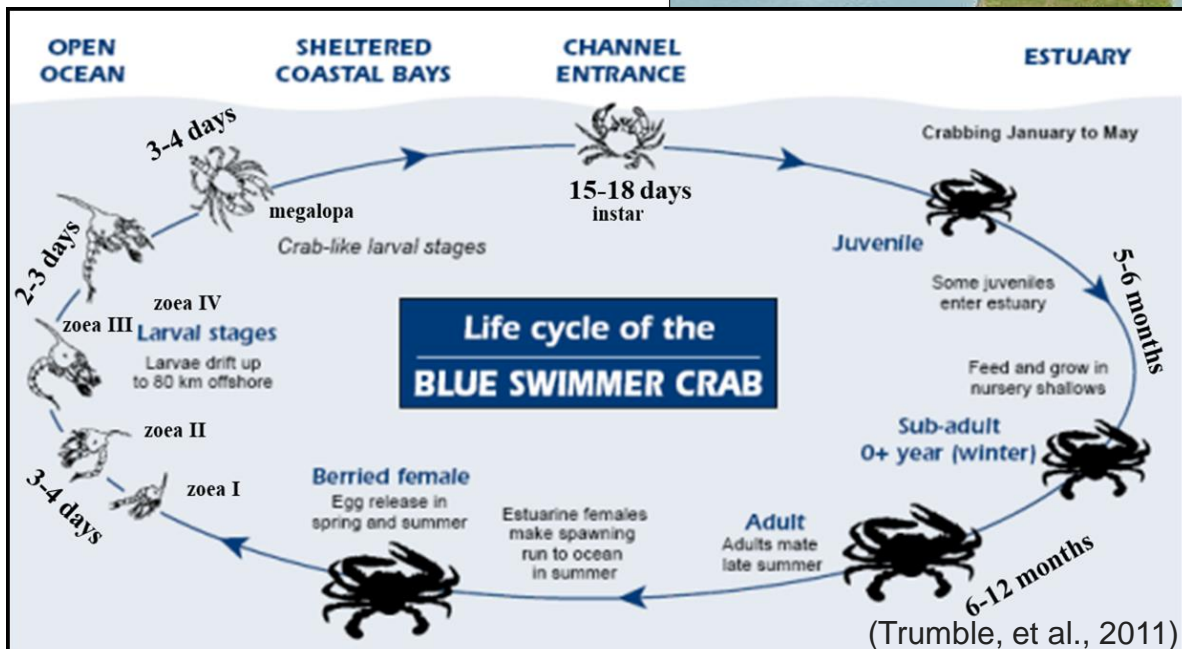 OPEN
OCEAN
SHELTERED
COASTAL BAYS
CHANNEL
ENTRANCE
ESTUARY
3-4 days
megalopa
Crab-like larval stages
15-18 days
instar
Crabbing January to May
Juvenile
Some juveniles
enter estuary
5-6 months
Feed and grow in
nursery shallows
2-3 days
zoea IV
zoea III
Larval stages
Larvae drift up
to 80 km offshore
zoea II
zoea I
3-4 days
Life cycle of the
BLUE SWIMMER CRAB
Sub-adult
0+ year (winter)
Berried female
Egg release in
spring and summer
Estuarine females
make spawning
run to ocean
in summer
Adult
Adults mate
late summer
6-12 months
(Trumble, et al., 2011)